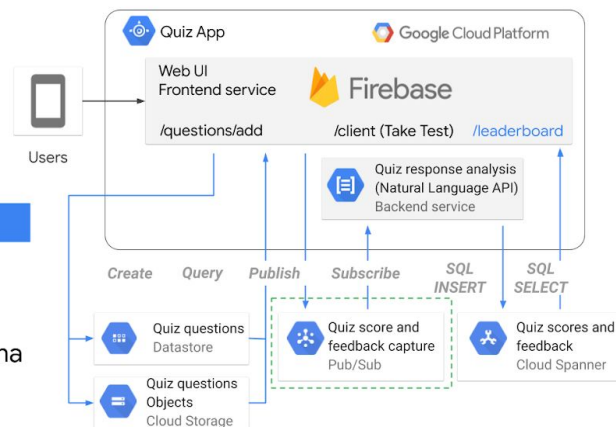 Quiz App
Google Cloud Platform
Web UI
Frontend service
Firebase
/questions/add
/client (Take Test)
/leaderboard
Users
Quiz response analysis
(Natural Language API)
Backend service
Create
Query
Publish
Subscribe
SQL
INSERT
SQL
SELECT
Quiz questions
Datastore
Quiz score and
feedback capture
Pub/Sub
Quiz scores and
feedback
Cloud Spanner
na
Quiz questions
Objects
Cloud Storage